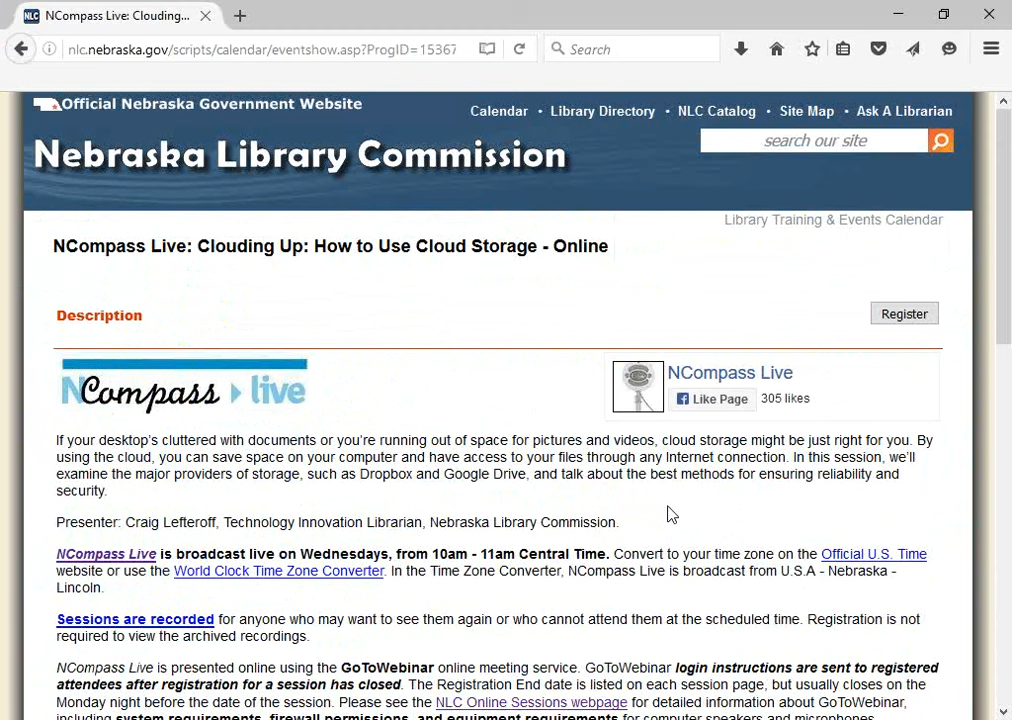 NLC NCompass Live: Clouding...
nlc.nebraska.gov/scripts/calendar/eventshow.asp?ProgID=15367
Search
Official Nebraska Government Website
Calendar • Library Directory • NLC Catalog • Site Map • Ask A Librarian
Nebraska Library Commission
search our site
Library Training & Events Calendar
NCompass Live: Clouding Up: How to Use Cloud Storage - Online
Description
Register
NCompass live
NCompass Live
Like Page 305 likes
If your desktop's cluttered with documents or you're running out of space for pictures and videos, cloud storage might be just right for you. By
using the cloud, you can save space on your computer and have access to your files through any Internet connection. In this session, we'll
examine the major providers of storage, such as Dropbox and Google Drive, and talk about the best methods for ensuring reliability and
security.
Presenter: Craig Lefteroff, Technology Innovation Librarian, Nebraska Library Commission.
NCompass Live is broadcast live on Wednesdays, from 10am - 11am Central Time. Convert to your time zone on the Official U.S. Time
website or use the World Clock Time Zone Converter. In the Time Zone Converter, NCompass Live is broadcast from U.S.A - Nebraska -
Lincoln.
Sessions are recorded for anyone who may want to see them again or who cannot attend them at the scheduled time. Registration is not
required to view the archived recordings.
NCompass Live is presented online using the GoToWebinar online meeting service. GoToWebinar login instructions are sent to registered
attendees after registration for a session has closed. The Registration End date is listed on each session page, but usually closes on the
Monday night before the date of the session. Please see the NLC Online Sessions webpage for detailed information about GoToWebinar,
including system requirements, firewall permissions, and equipment requirements for computer speakers and microphones.